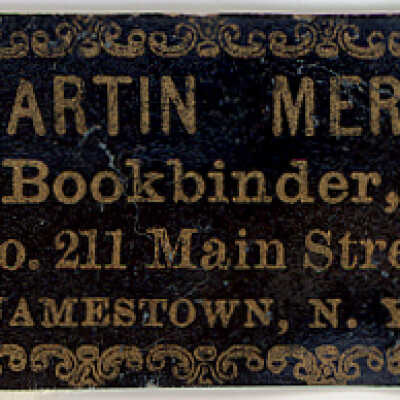 ARTIN MER
Bookbinder,
o. 211 Main Stre
JAMESTOWN, N. Y